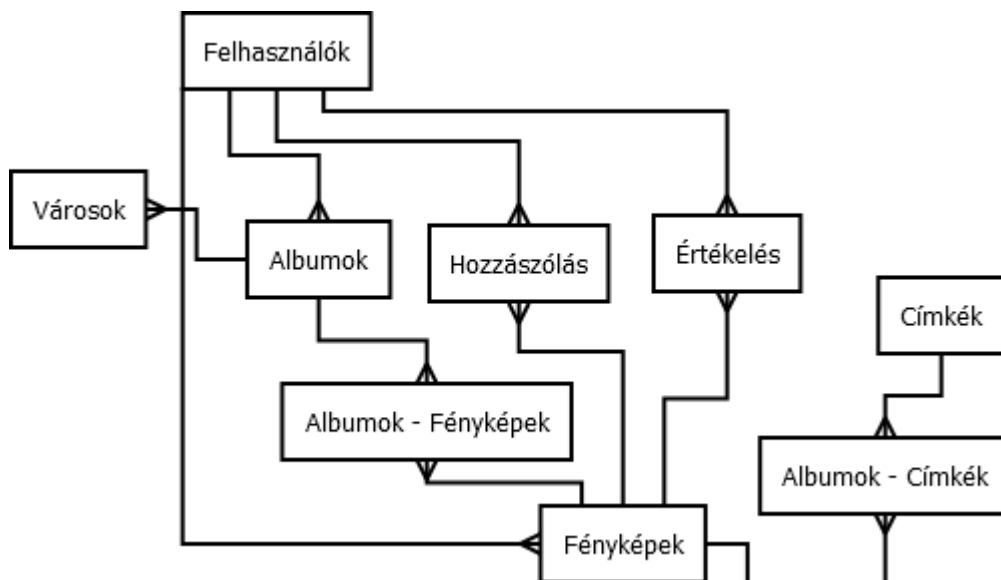 Felhasználók
Városok
Albumok
Hozzászólás
Értékelés
Címkék
Albumok - Fényképek
Albumok - Címkék
Fényképek